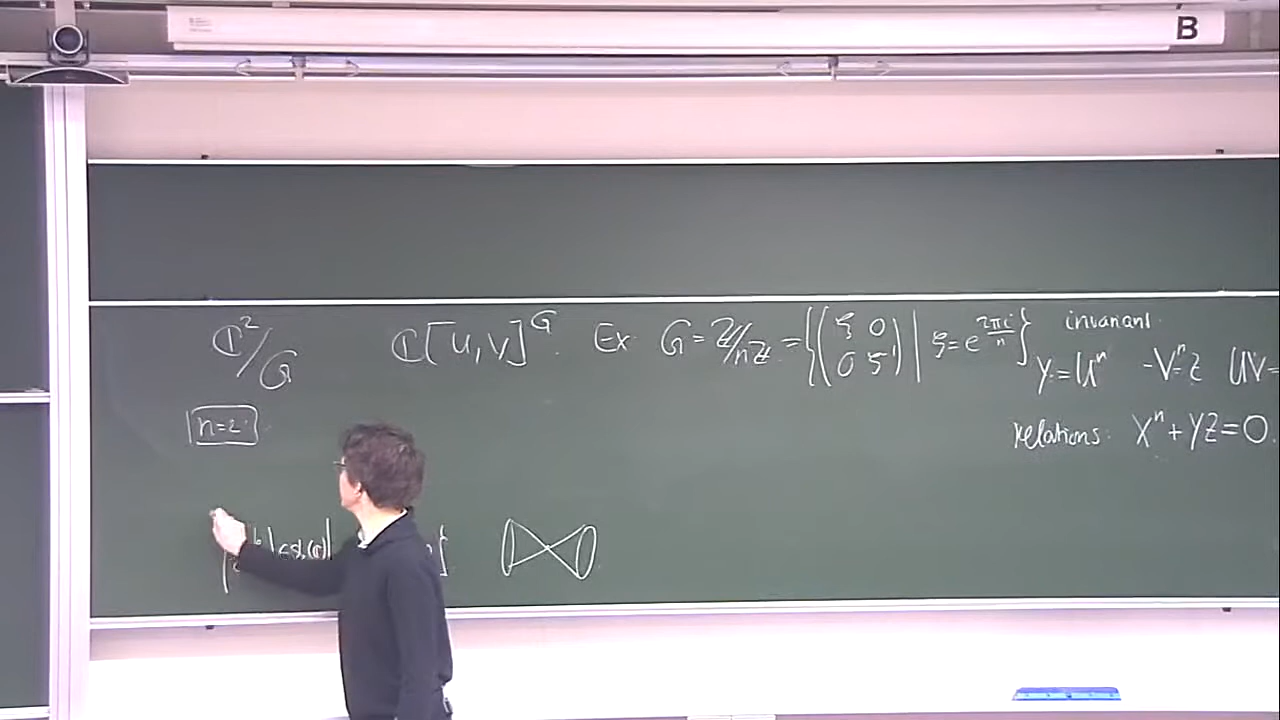 B
ℂ²/G ℂ[u,v]^G. Ex G=ℤ/nℤ={(ξ 0 / 0 ξ⁻¹) | ξ=e^{2πi/n}} invariant.
Y=U^n -V^n=Z UV=
n=2 relations: X^n+YZ=0.